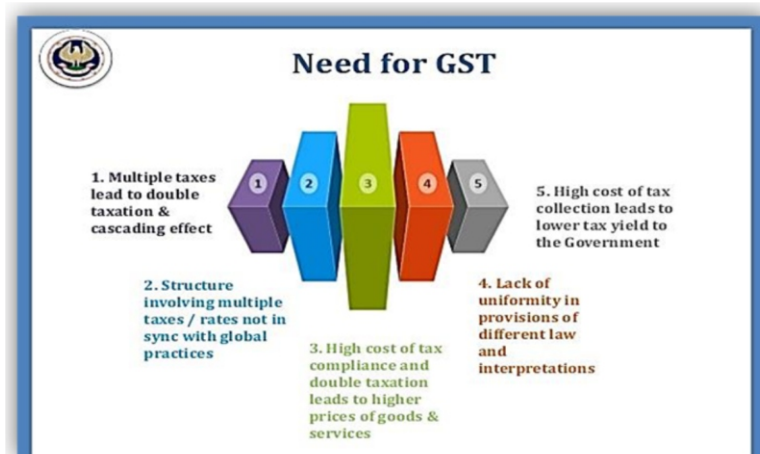 Need for GST
1. Multiple taxes
lead to double
taxation &
cascading effect
1
2
3
4
5
5. High cost of tax
collection leads to
lower tax yield to
the Government
2. Structure
involving multiple
taxes / rates not in
sync with global
practices
4. Lack of
uniformity in
provisions of
different law
and
interpretations
3. High cost of tax
compliance and
double taxation
leads to higher
prices of goods &
services